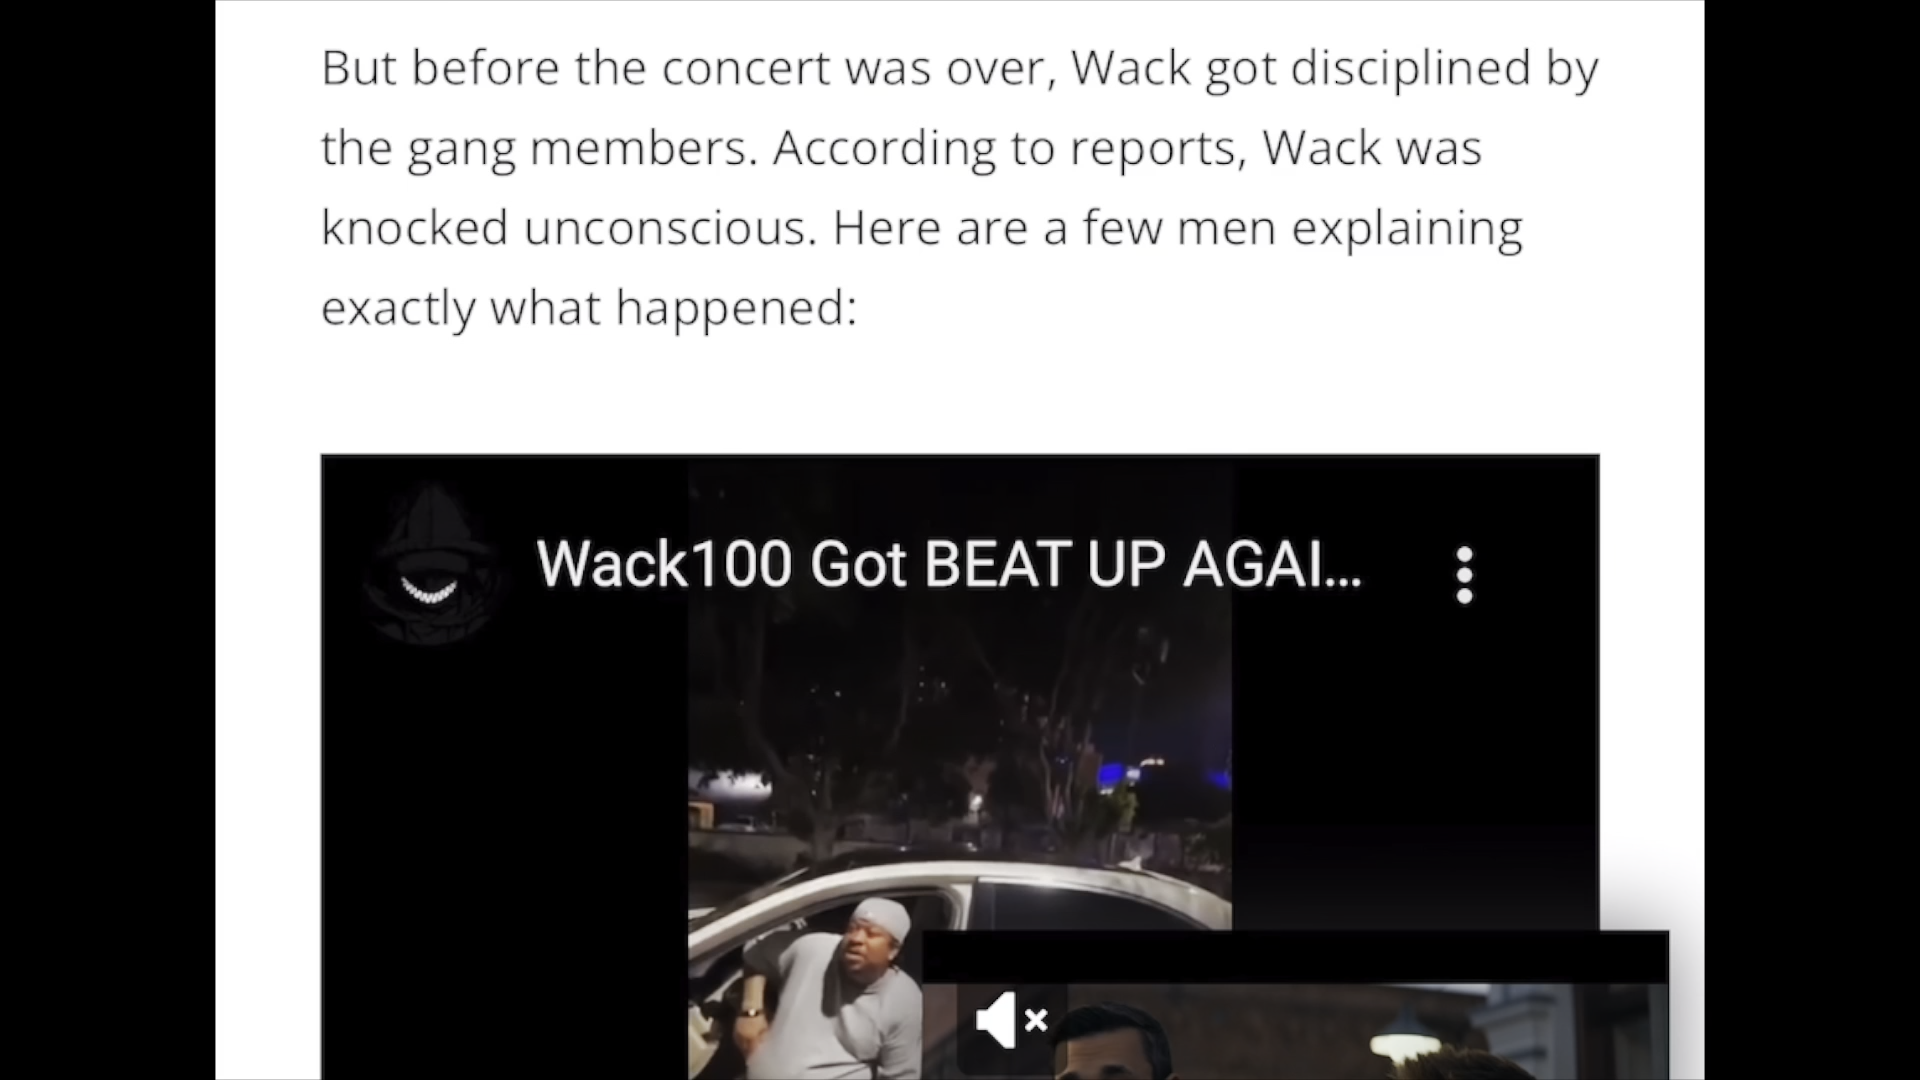 But before the concert was over, Wack got disciplined by
the gang members. According to reports, Wack was
knocked unconscious. Here are a few men explaining
exactly what happened:
Wack100 Got BEAT UP AGAI...